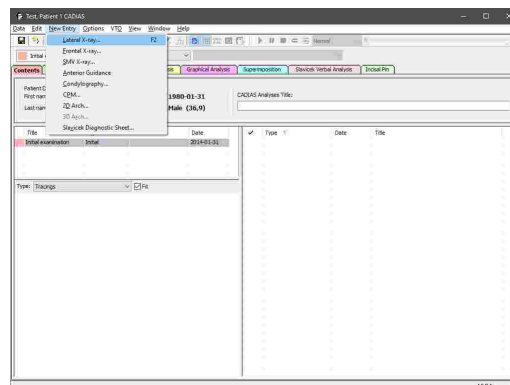 Test, Patient 1 CADIAS
Data Edit New Entry Options VTO View Window Help
Lateral X-ray... F2
Frontal X-ray...
SMV X-ray...
Anterior Guidance
Condylography...
CPM...
2D Arch...
3D Arch...
Slavicek Diagnostic Sheet...
Normal
Initial
Contents Graphical Analysis Superimposition Slavicek Verbal Analysis Incisal Pin
Patient D
First nam 1980-01-31 CADIAS Analyses Title:
Last nam Male (36,9)
Title Date Type Date Title
Initial examination Initial 2014-01-31
Type: Tracings Fit